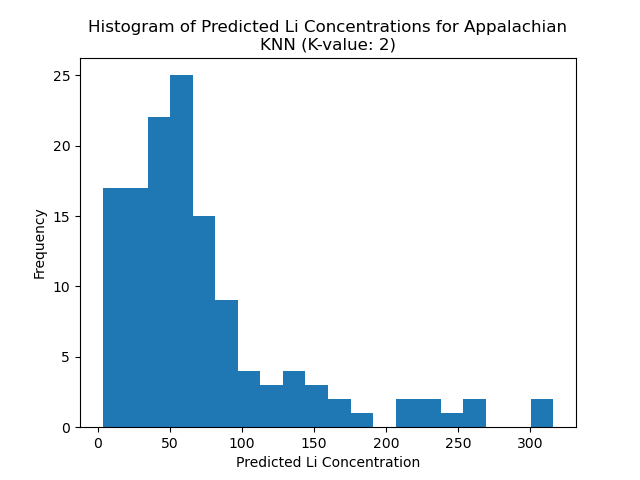 Histogram of Predicted Li Concentrations for Appalachian
KNN (K-value: 2)
25
20
15
10
5
0
Frequency
0 50 100 150 200 250 300
Predicted Li Concentration